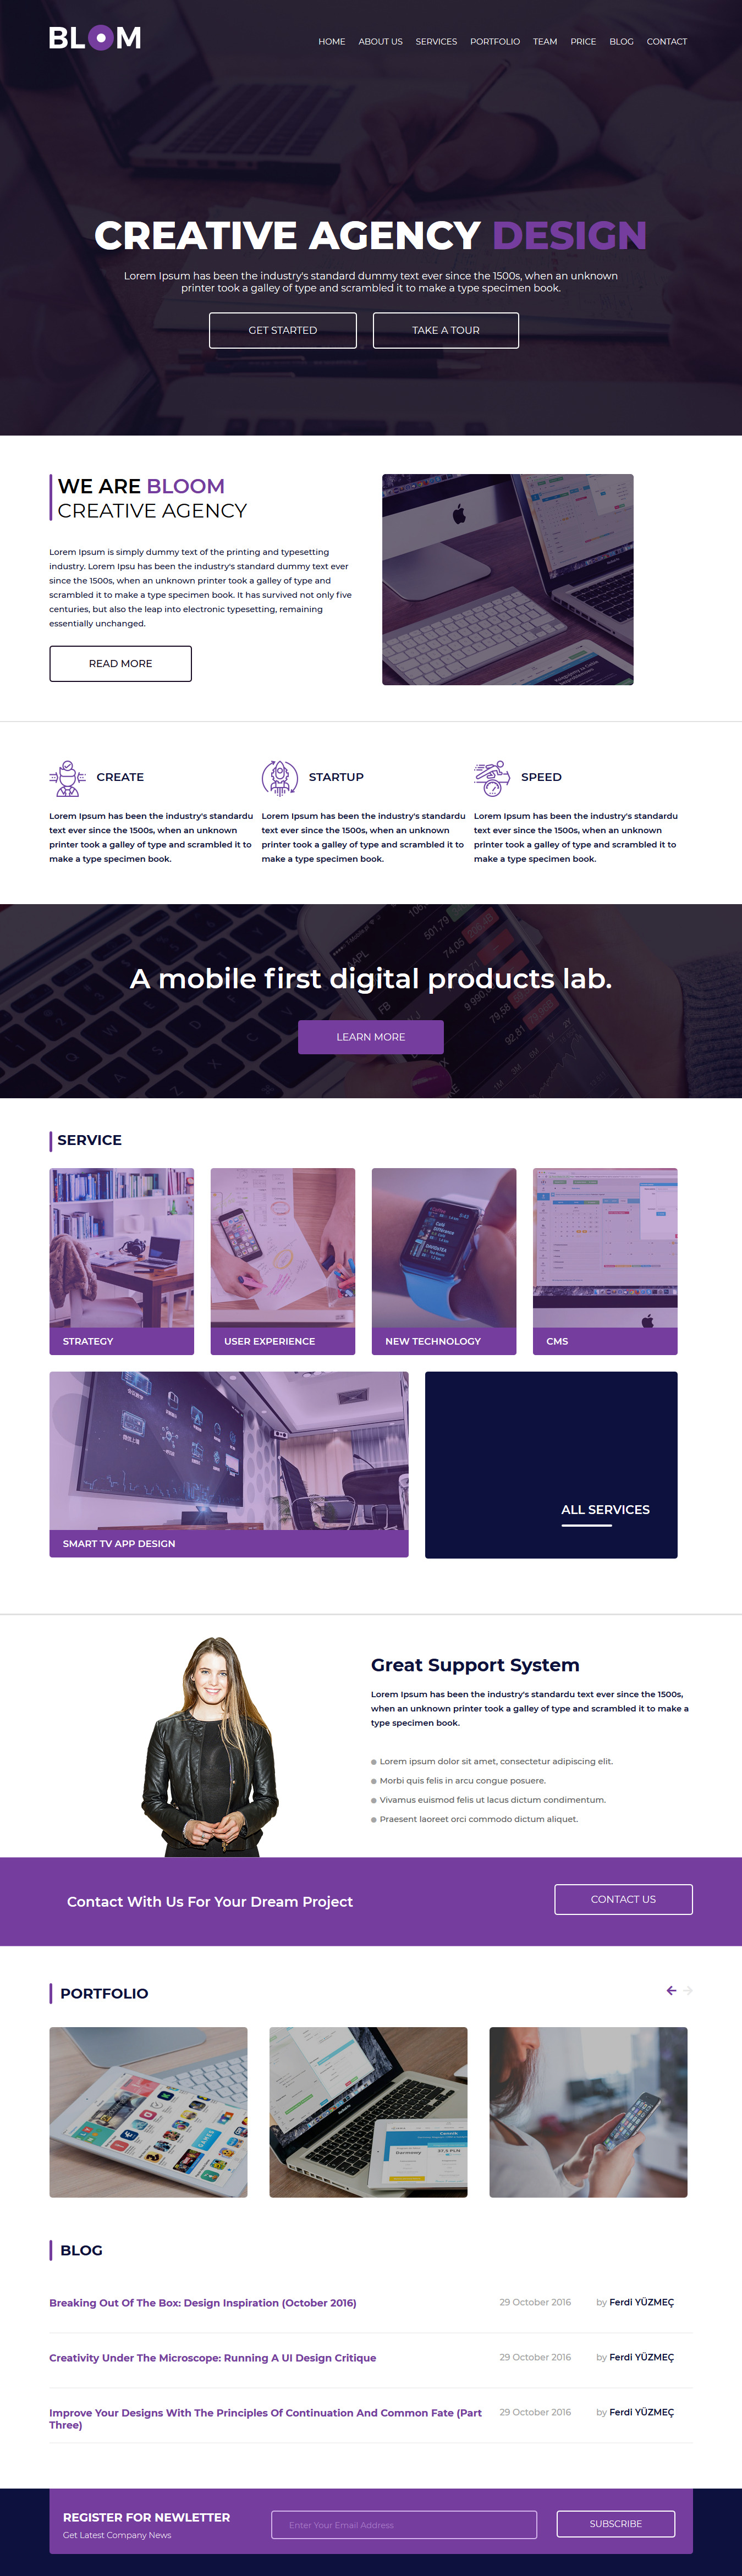 BLOM
HOME ABOUT US SERVICES PORTFOLIO TEAM PRICE BLOG CONTACT
CREATIVE AGENCY DESIGN
Lorem Ipsum has been the industry's standard dummy text ever since the 1500s, when an unknown
printer took a galley of type and scrambled it to make a type specimen book.
GET STARTED TAKE A TOUR
WE ARE BLOOM
CREATIVE AGENCY
Lorem Ipsum is simply dummy text of the printing and typesetting
industry. Lorem Ipsu has been the industry's standard dummy text ever
since the 1500s, when an unknown printer took a galley of type and
scrambled it to make a type specimen book. It has survived not only five
centuries, but also the leap into electronic typesetting, remaining
essentially unchanged.
READ MORE
CREATE
Lorem Ipsum has been the industry's standardu
text ever since the 1500s, when an unknown
printer took a galley of type and scrambled it to
make a type specimen book.
STARTUP
Lorem Ipsum has been the industry's standardu
text ever since the 1500s, when an unknown
printer took a galley of type and scrambled it to
make a type specimen book.
SPEED
Lorem Ipsum has been the industry's standardu
text ever since the 1500s, when an unknown
printer took a galley of type and scrambled it to
make a type specimen book.
AAPL
FB
501,79
74,05
79,58
92,61
A mobile first digital products lab.
LEARN MORE
SERVICE
STRATEGY
USER EXPERIENCE
NEW TECHNOLOGY
CMS
SMART TV APP DESIGN
ALL SERVICES
Great Support System
Lorem Ipsum has been the industry's standardu text ever since the 1500s,
when an unknown printer took a galley of type and scrambled it to make a
type specimen book.
Lorem ipsum dolor sit amet, consectetur adipiscing elit.
Morbi quis felis in arcu congue posuere.
Vivamus euismod felis ut lacus dictum condimentum.
Praesent laoreet orci commodo dictum aliquet.
Contact With Us For Your Dream Project
CONTACT US
PORTFOLIO
GAMES
BLOG
Breaking Out Of The Box: Design Inspiration (October 2016) 29 October 2016 by Ferdi YÜZMEÇ
Creativity Under The Microscope: Running A UI Design Critique 29 October 2016 by Ferdi YÜZMEÇ
Improve Your Designs With The Principles Of Continuation And Common Fate (Part 29 October 2016 by Ferdi YÜZMEÇ
Three)
REGISTER FOR NEWLETTER
Get Latest Company News
Enter Your Email Address
SUBSCRIBE